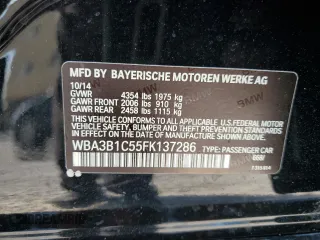 MFD BY BAYERISCHE MOTOREN WERKE AG
10/14
GVWR 4354 lbs 1975 kg
GAWR FRONT 2006 lbs 910 kg
GAWR REAR 2458 lbs 1115 kg
THIS VEHICLE CONFORMS TO ALL APPLICABLE
FEDERAL MOTOR VEHICLE SAFETY, BUMPER, AND
THEFT PREVENTION STANDARDS IN EFFECT ON
THE DATE OF MANUFACTURE SHOWN ABOVE.
WBA3B1C55FK137286
TYPE: PASSENGER CAR